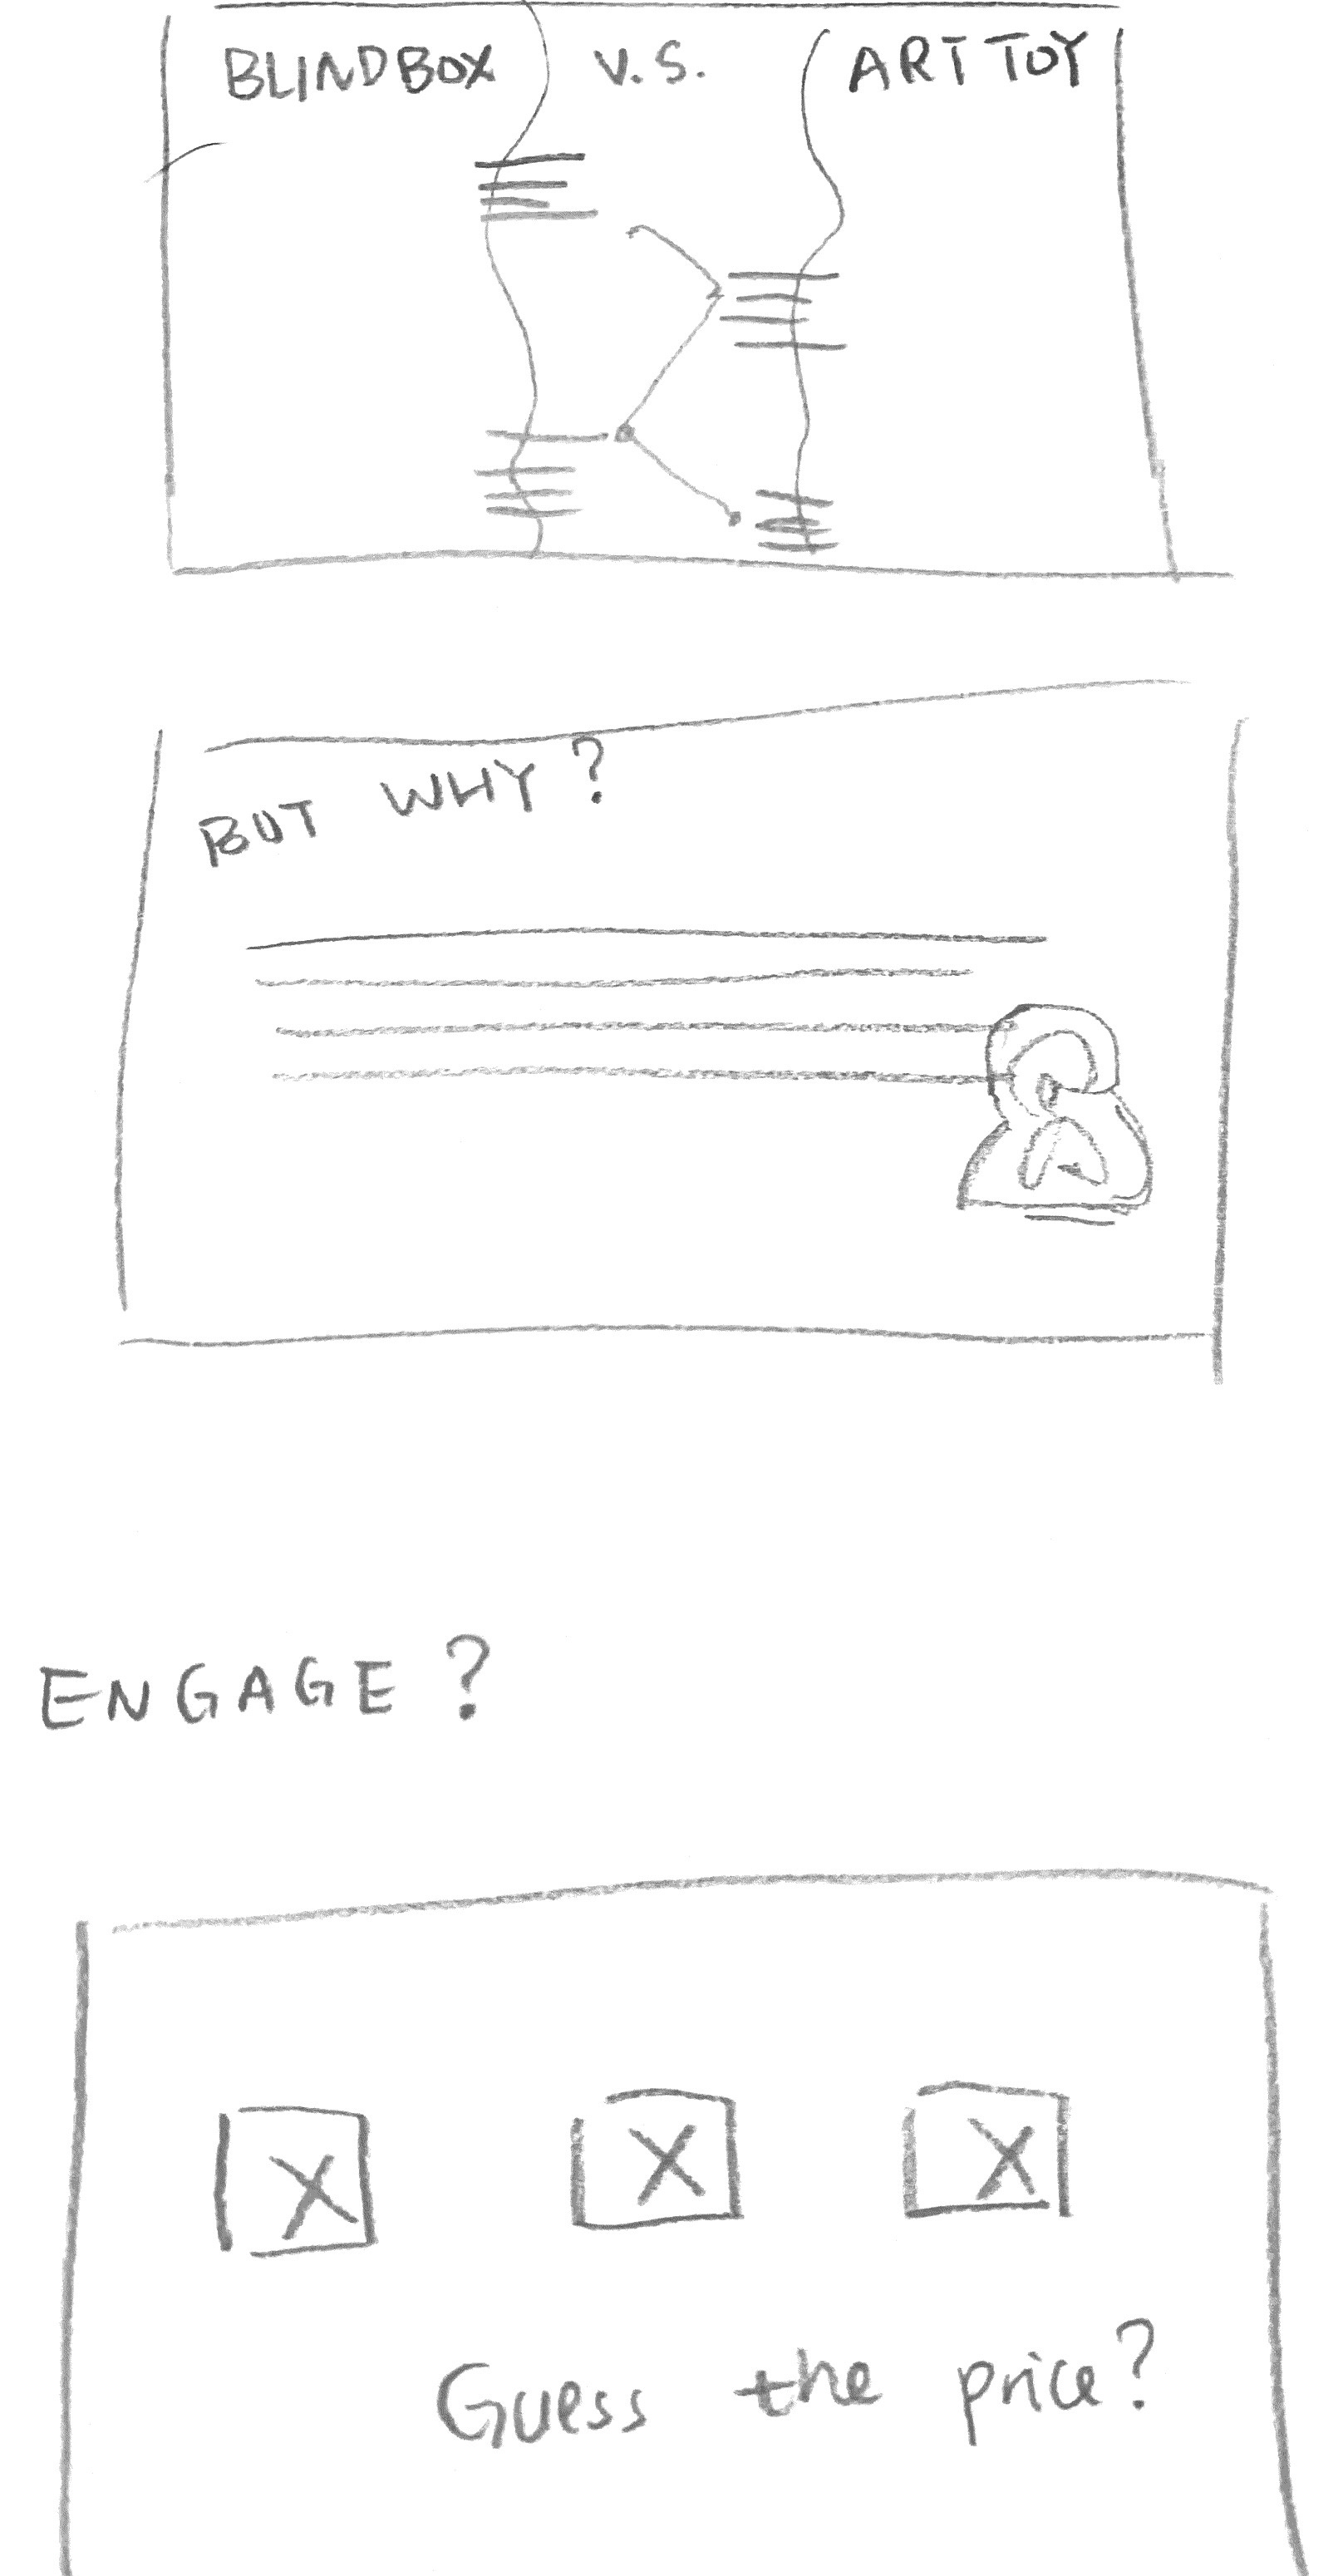 BLINDBOX V.S. ART TOY
BUT WHY?
ENGAGE?
Guess the price?